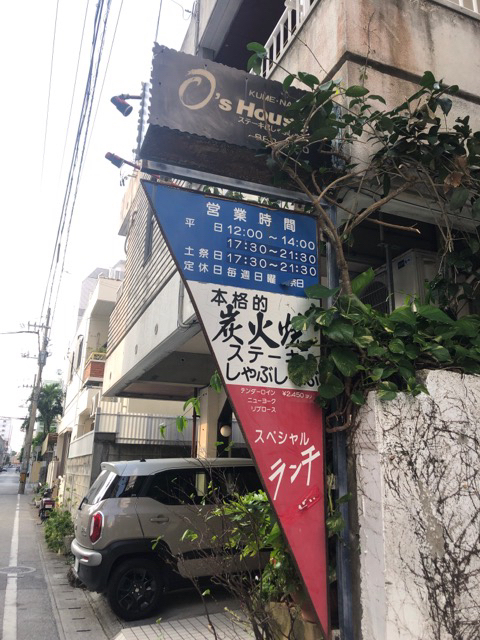 KUME·NA
O's Hous
ステーキ&しゃ
営業時間
平日 12:00～14:00
17:30～21:30
土祭日 17:30～21:30
定休日毎週日曜 日
本格的
炭火焼
ステーキ
しゃぶし
テンダーロイン ¥2,450
ニューヨーク
リブロース
スペシャル
ランチ